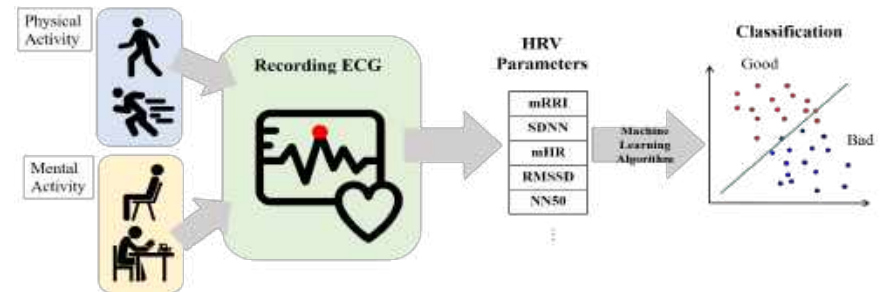 Physical
Activity
Mental
Activity
Recording ECG
HRV
Parameters
mRRI
SDNN
mHR
RMSSD
NN50
⋮
Machine
Learning
Algorithm
Classification
Good
Bad